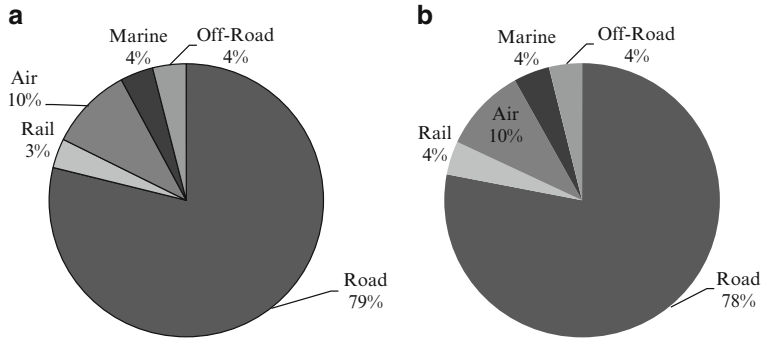 a
Marine
4%
Off-Road
4%
Air
10%
Rail
3%
Road
79%
b
Marine
4%
Off-Road
4%
Air
10%
Rail
4%
Road
78%